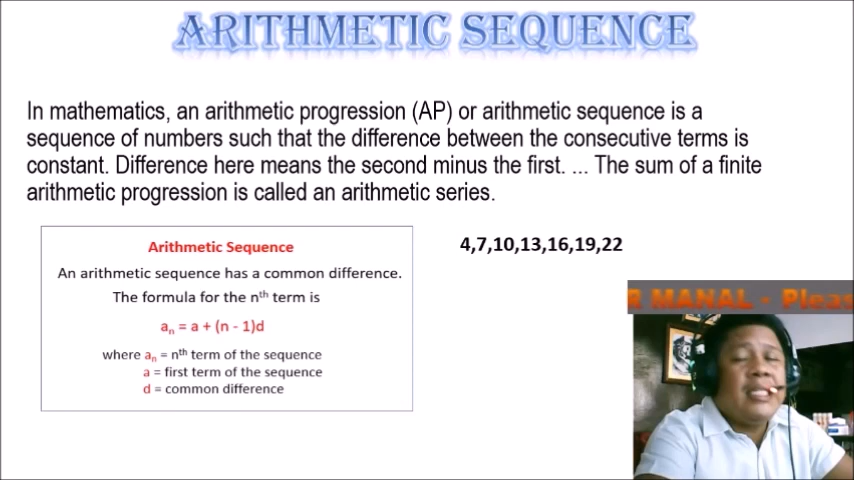 ARITHMETIC SEQUENCE
In mathematics, an arithmetic progression (AP) or arithmetic sequence is a
sequence of numbers such that the difference between the consecutive terms is
constant. Difference here means the second minus the first. ... The sum of a finite
arithmetic progression is called an arithmetic series.
Arithmetic Sequence
An arithmetic sequence has a common difference.
The formula for the nth term is
an = a + (n - 1)d
where an = nth term of the sequence
a = first term of the sequence
d = common difference
4,7,10,13,16,19,22
R MANAL - Pleas